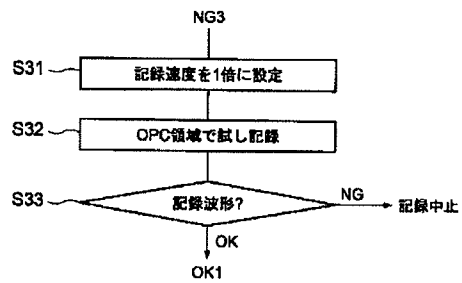 NG3
S31 記録速度を1倍に設定
S32 OPC領域で試し記録
S33 記録波形?
NG 記録中止
OK
OK1